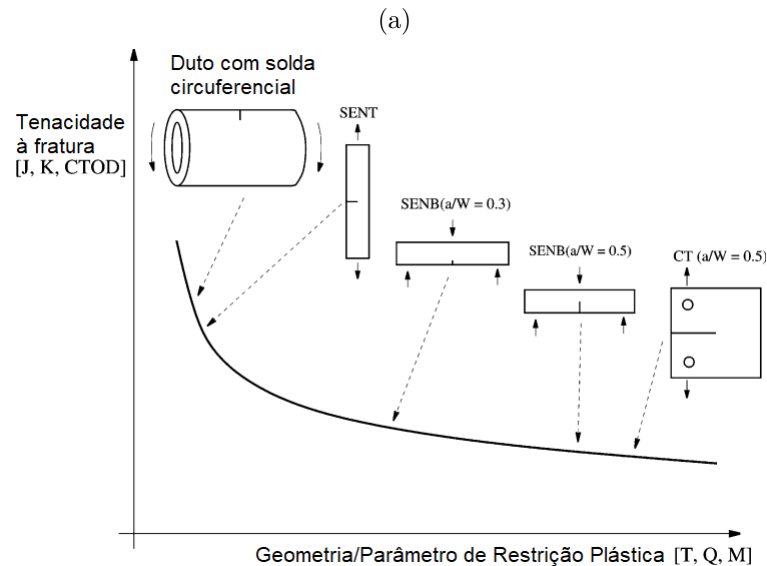 (a)
Duto com solda
circuferencial
Tenacidade
à fratura
[J, K, CTOD]
SENT
SENB(a/W = 0.3)
SENB(a/W = 0.5)
CT (a/W = 0.5)
Geometria/Parâmetro de Restrição Plástica [T, Q, M]